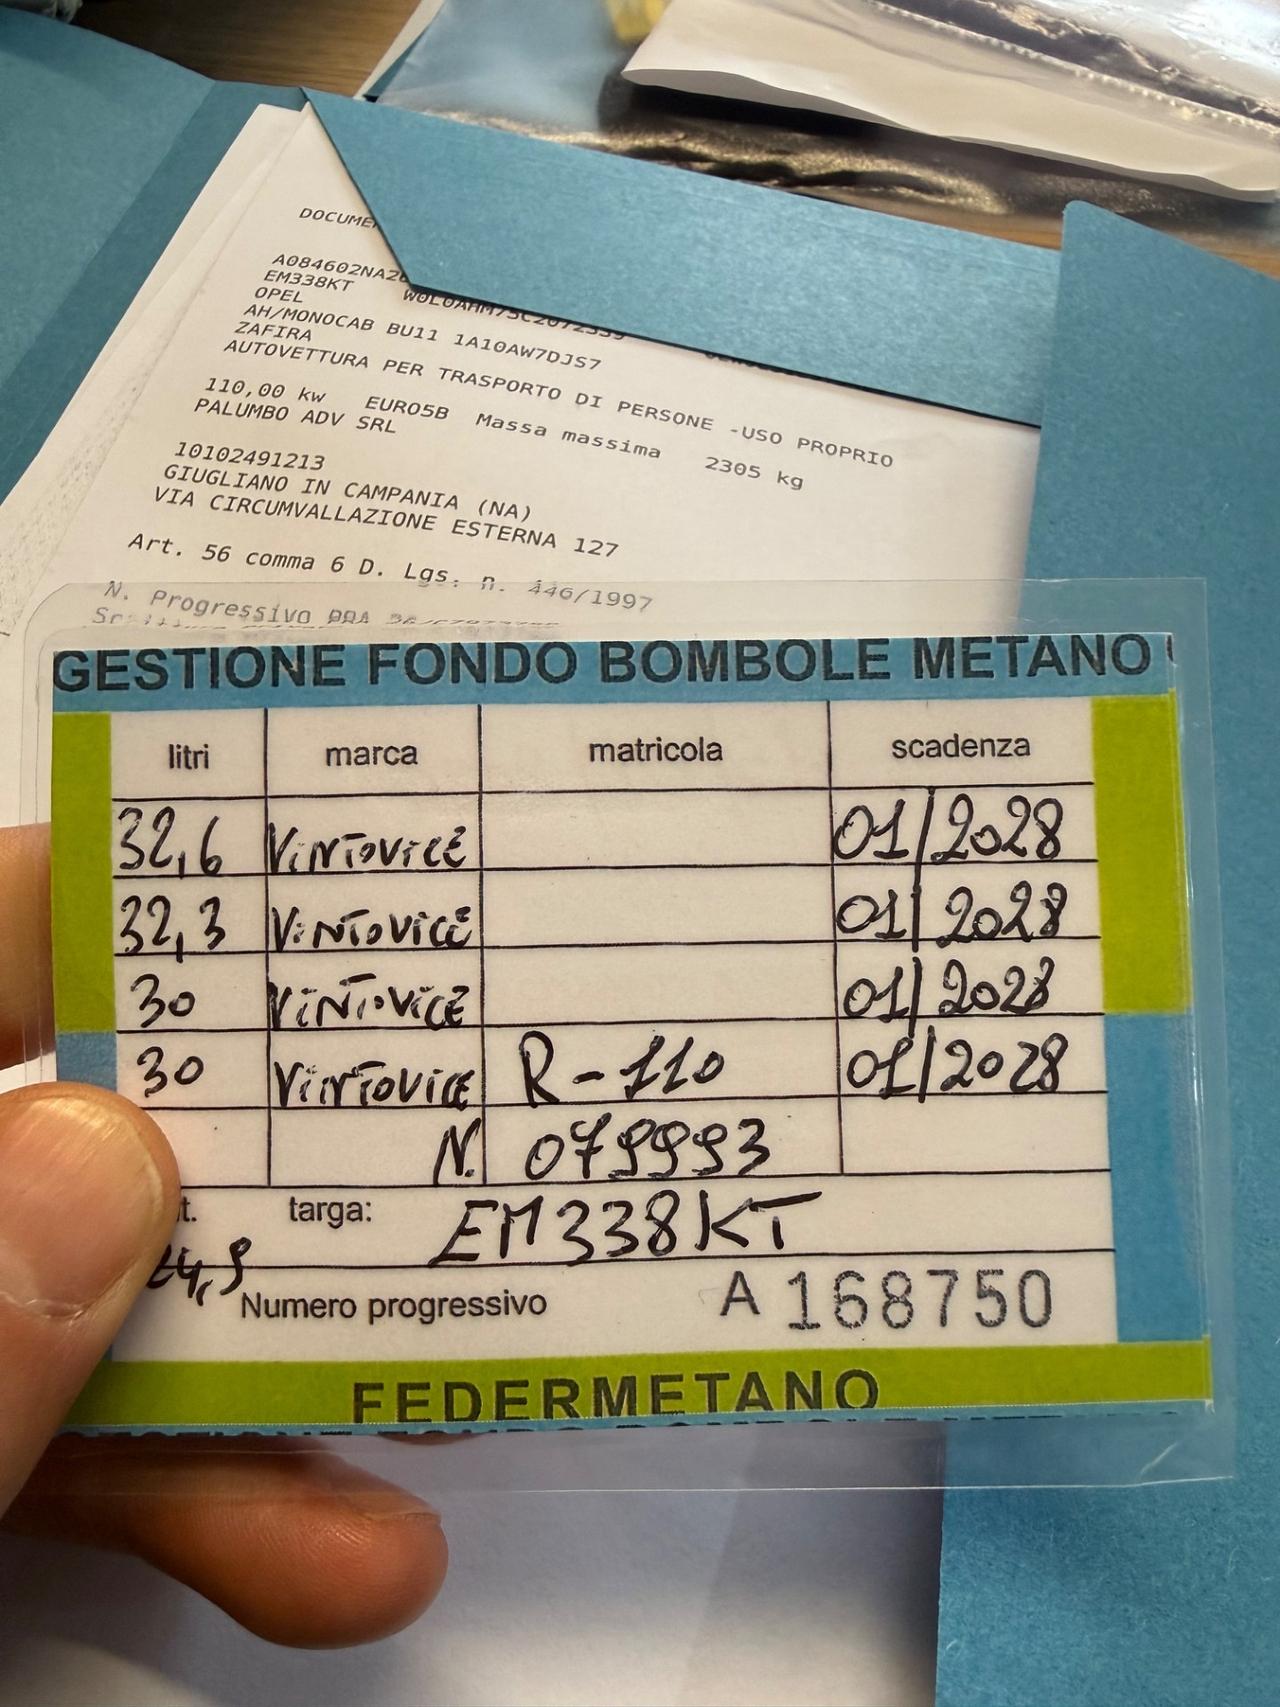 A084602NA2
EM338KT
OPEL
AH/MONOCAB BU11 1A10AW7DJS7
ZAFIRA
AUTOVETTURA PER TRASPORTO DI PERSONE -USO PROPRIO
110,00 kw EURO5B Massa massima 2305 kg
PALUMBO ADV SRL
10102491213
GIUGLIANO IN CAMPANIA (NA)
VIA CIRCUMVALLAZIONE ESTERNA 127
Art. 56 comma 6 D. Lgs. n. 446/1997
N. Progressivo
GESTIONE FONDO BOMBOLE METANO
litri marca matricola scadenza
32,6 VINTOVICE 01/2028
32,3 VINTOVICE 01/2028
30 VINTOVICE 01/2028
30 VINTOVICE R-110 01/2028
N. 079993
targa: EM338KT
Numero progressivo A 168750
FEDERMETANO